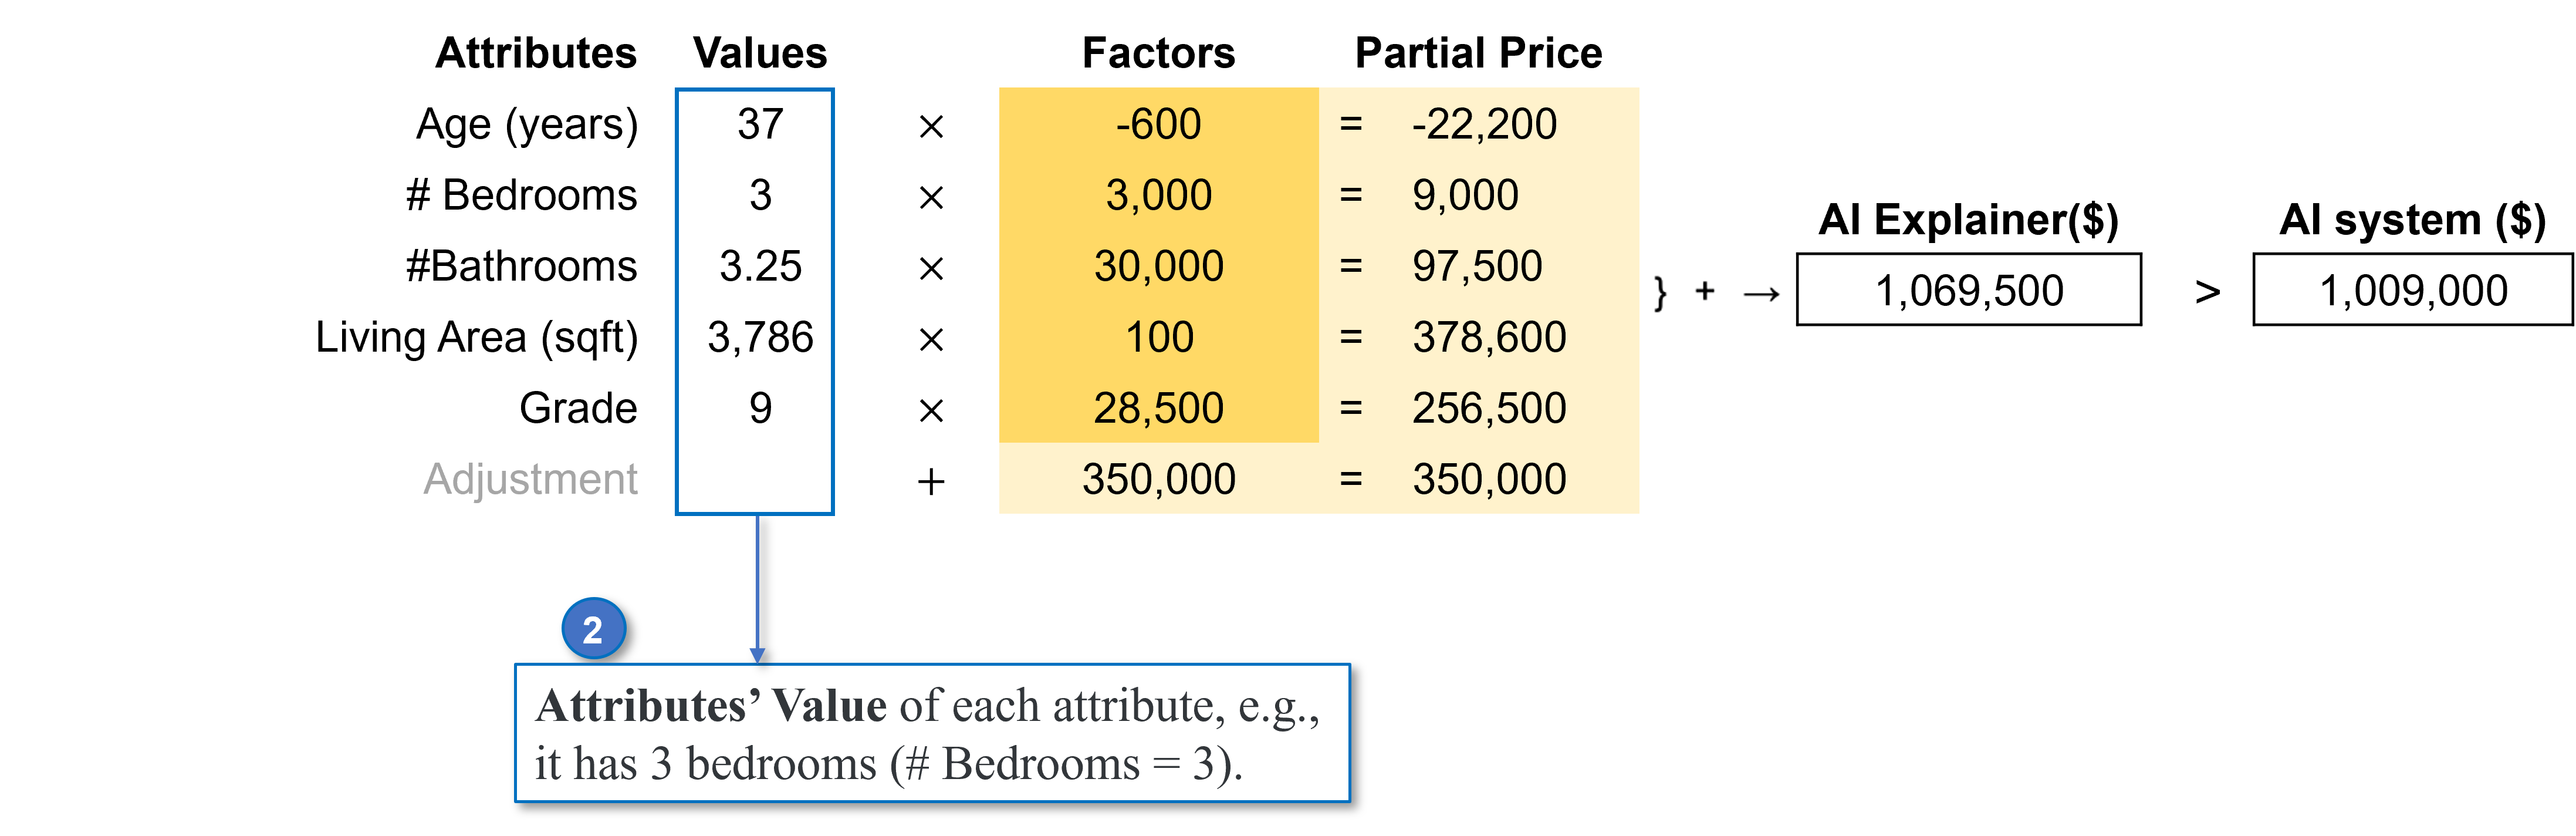 Attributes Values Factors Partial Price
Age (years) 37 × -600 = -22,200
# Bedrooms 3 × 3,000 = 9,000
#Bathrooms 3.25 × 30,000 = 97,500
Living Area (sqft) 3,786 × 100 = 378,600
Grade 9 × 28,500 = 256,500
Adjustment + 350,000 = 350,000
} + →
AI Explainer($) AI system ($)
1,069,500 > 1,009,000
2
Attributes’ Value of each attribute, e.g.,
it has 3 bedrooms (# Bedrooms = 3).